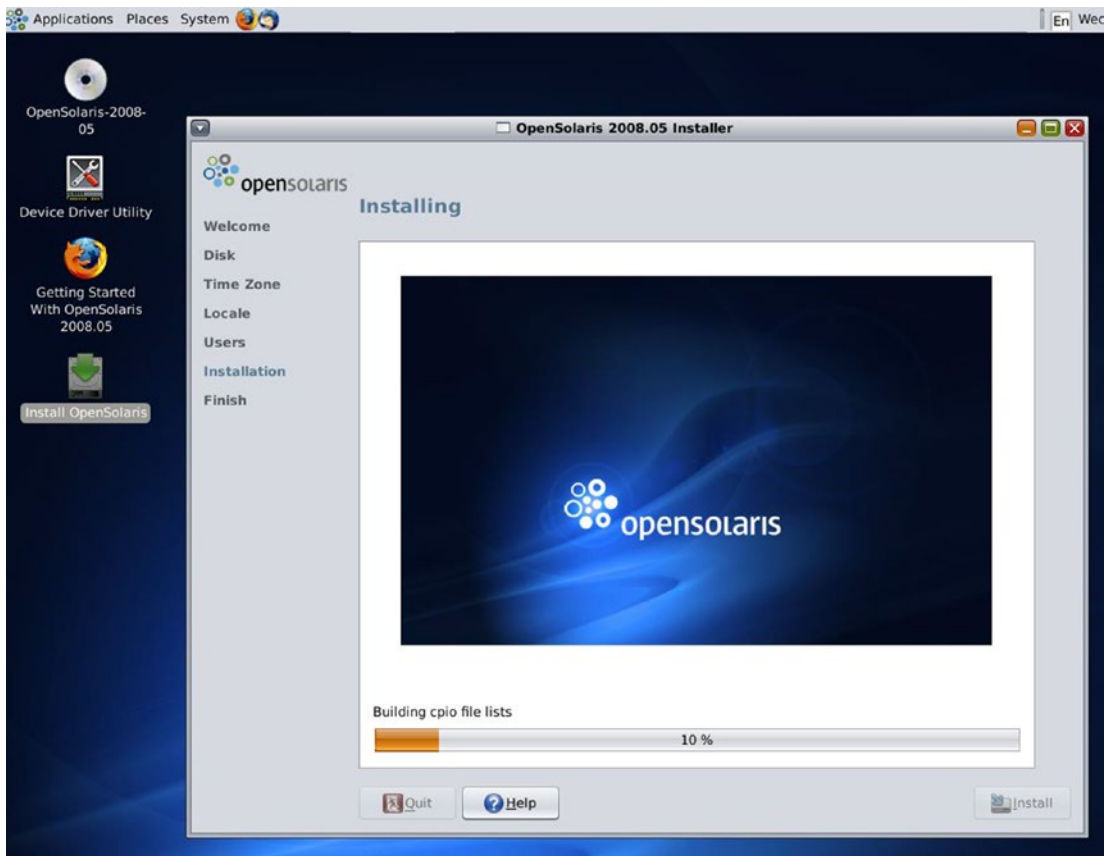 Applications Places System
En Wed
OpenSolaris-2008-
05
Device Driver Utility
Getting Started
With OpenSolaris
2008.05
Install OpenSolaris
OpenSolaris 2008.05 Installer
opensolaris
Installing
Welcome
Disk
Time Zone
Locale
Users
Installation
Finish
opensolaris
Building cpio file lists
10 %
Quit
Help
Install